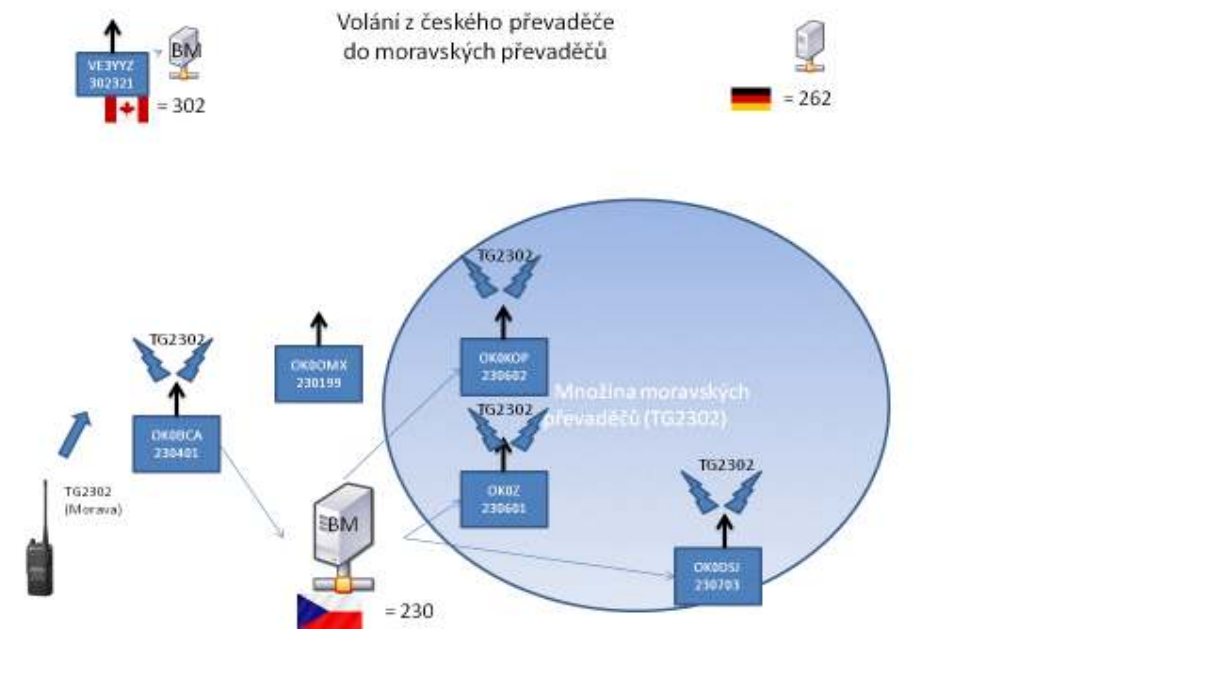 Volání z českého převaděče
do moravských převaděčů
BM
VE3YYZ
302321
= 302
= 262
TG2302
TG2302
OK0OMX
230199
OK0KOP
230602
Množina moravských
převaděčů (TG2302)
TG2302
OK0BCA
230401
TG2302
TG2302
(Morava)
OK0Z
230601
BM
OK0DSJ
230703
= 230